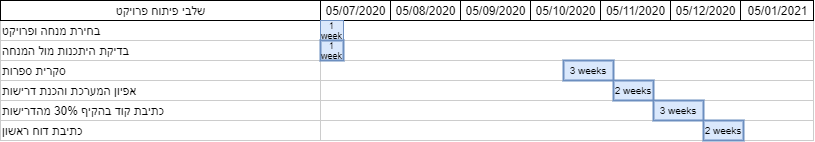 שלבי פיתוח פרויקט 05/07/2020 05/08/2020 05/09/2020 05/10/2020 05/11/2020 05/12/2020 05/01/2021
בחירת מנחה ופרויקט 1 week
בדיקת היתכנות מול המנחה 1 week
סקרית ספרות 3 weeks
אפיון המערכת והכנת דרישות 2 weeks
כתיבת קוד בהקיף 30% מהדרישות 3 weeks
כתיבת דוח ראשון 2 weeks